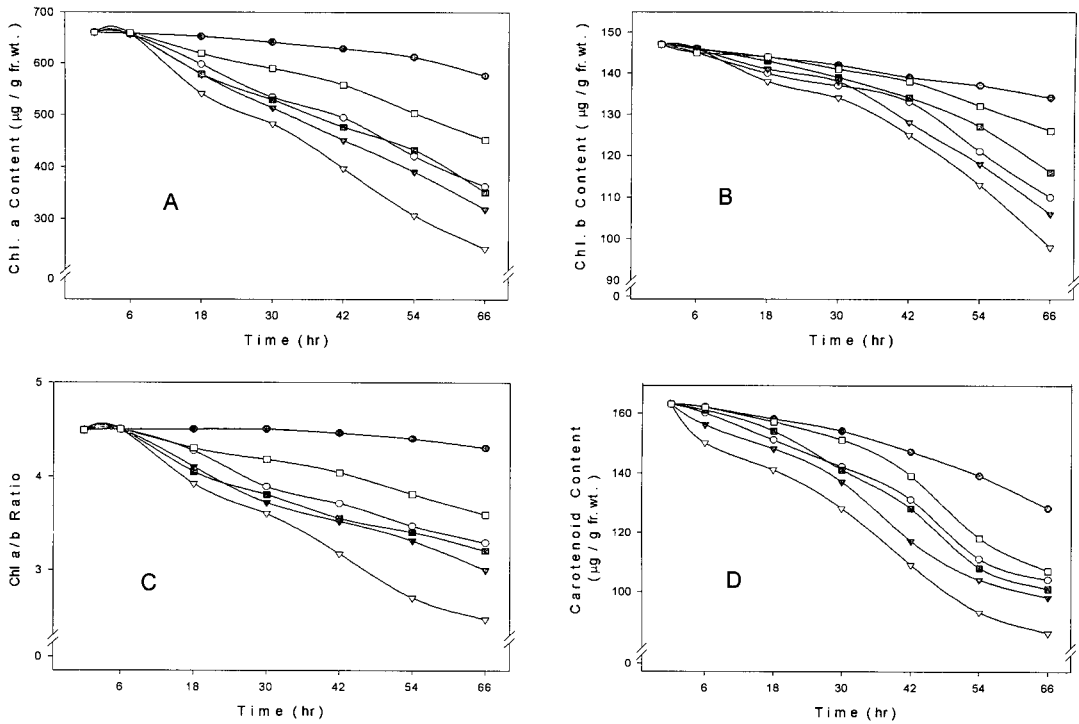 700
600
500
400
300
0
Chl. a Content (µg / g fr.wt.)
A
6 18 30 42 54 66
Time (hr)
150
140
130
120
110
100
90
0
Chl. b Content (µg / g fr.wt.)
B
6 18 30 42 54 66
Time (hr)
5
4
3
0
Chl a/b Ratio
C
6 18 30 42 54 66
Time (hr)
160
140
120
100
0
Carotenoid Content
(µg / g fr.wt.)
D
6 18 30 42 54 66
Time (hr)